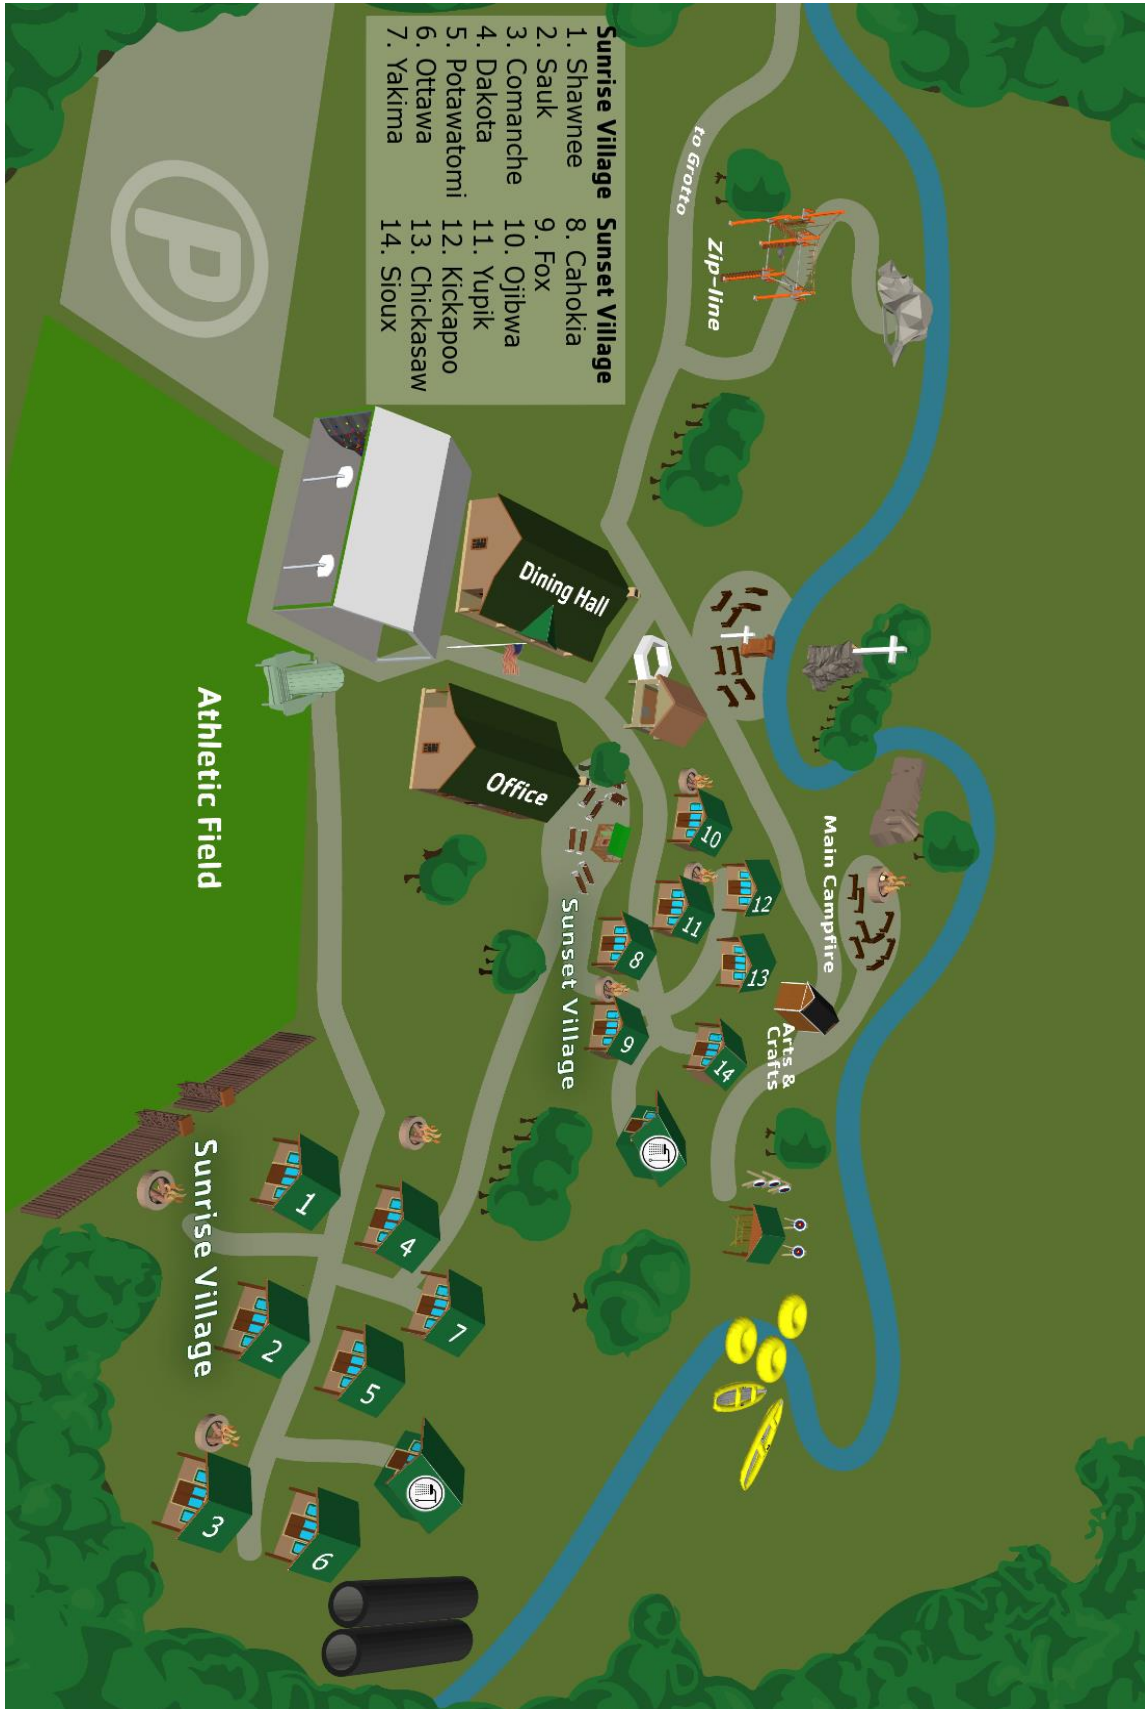 Sunrise Village
1. Shawnee
2. Sauk
3. Comanche
4. Dakota
5. Potawatomi
6. Ottawa
7. Yakima
Sunset Village
8. Cahokia
9. Fox
10. Ojibwa
11. Yupik
12. Kickapoo
13. Chickasaw
14. Sioux
to Grotto
Zip-line
P
Dining Hall
Office
Athletic Field
Main Campfire
Arts &
Crafts
Sunset Village
10
12
11
13
8
9
14
Sunrise Village
1
4
7
2
5
3
6